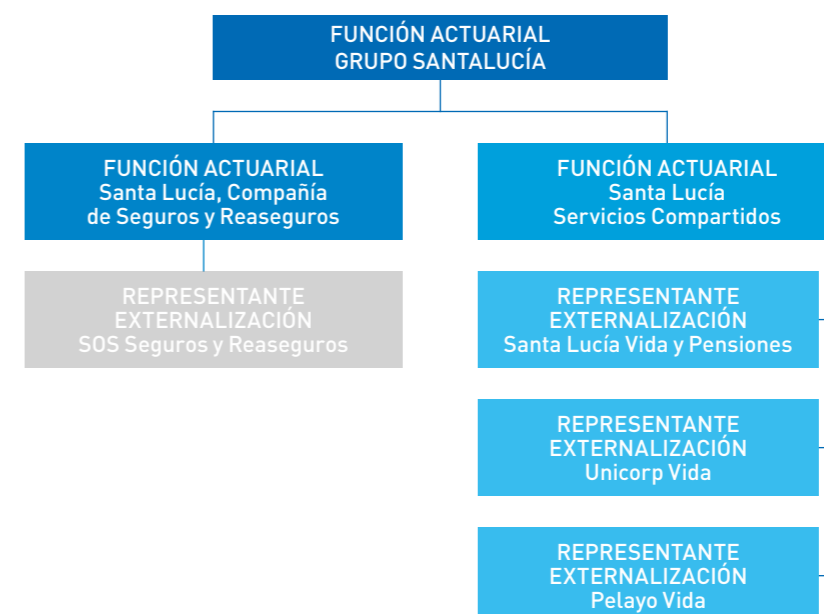 FUNCIÓN ACTUARIAL
GRUPO SANTALUCÍA
FUNCIÓN ACTUARIAL
Santa Lucía, Compañía
de Seguros y Reaseguros
REPRESENTANTE
EXTERNALIZACIÓN
SOS Seguros y Reaseguros
FUNCIÓN ACTUARIAL
Santa Lucía
Servicios Compartidos
REPRESENTANTE
EXTERNALIZACIÓN
Santa Lucía Vida y Pensiones
REPRESENTANTE
EXTERNALIZACIÓN
Unicorp Vida
REPRESENTANTE
EXTERNALIZACIÓN
Pelayo Vida